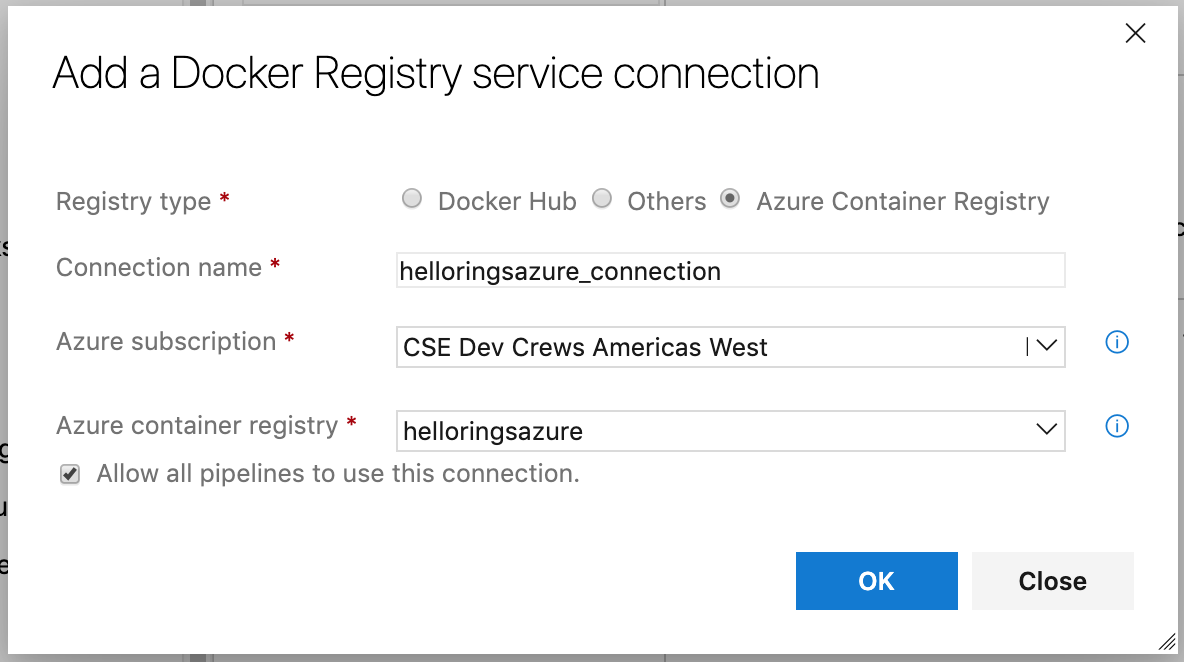 Add a Docker Registry service connection
Registry type * Docker Hub Others Azure Container Registry
Connection name * helloringsazure_connection
Azure subscription * CSE Dev Crews Americas West
Azure container registry * helloringsazure
Allow all pipelines to use this connection.
OK Close